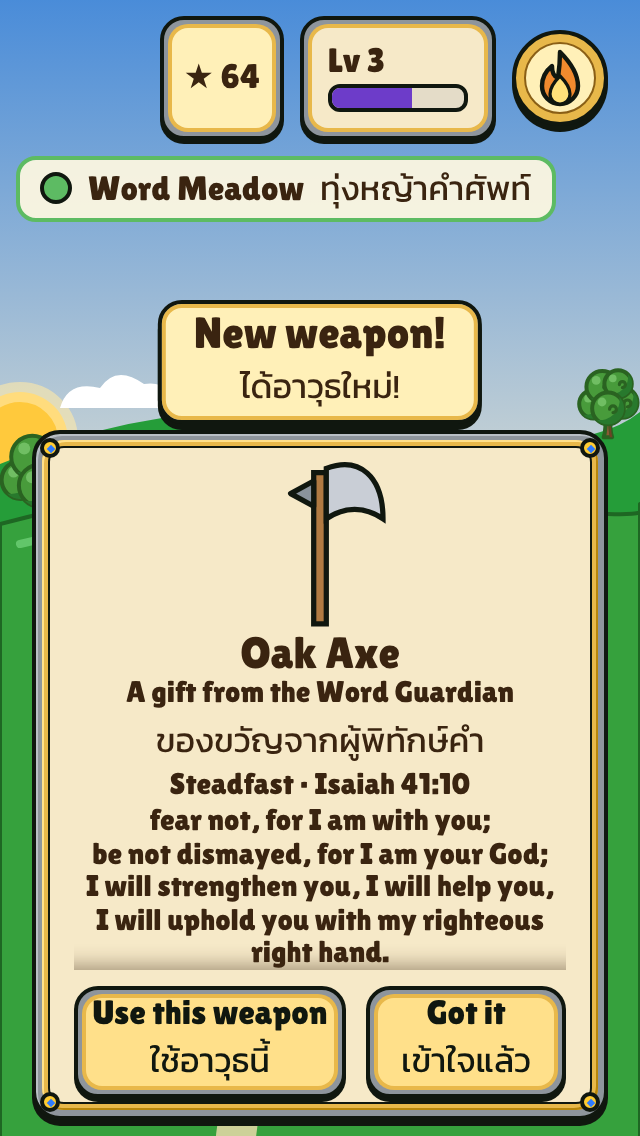 ★ 64
Lv 3
Word Meadow ทุ่งหญ้าคำศัพท์
New weapon!
ได้อาวุธใหม่!
Oak Axe
A gift from the Word Guardian
ของขวัญจากผู้พิทักษ์คำ
Steadfast · Isaiah 41:10
fear not, for I am with you;
be not dismayed, for I am your God;
I will strengthen you, I will help you,
I will uphold you with my righteous
right hand.
Use this weapon
ใช้อาวุธนี้
Got it
เข้าใจแล้ว